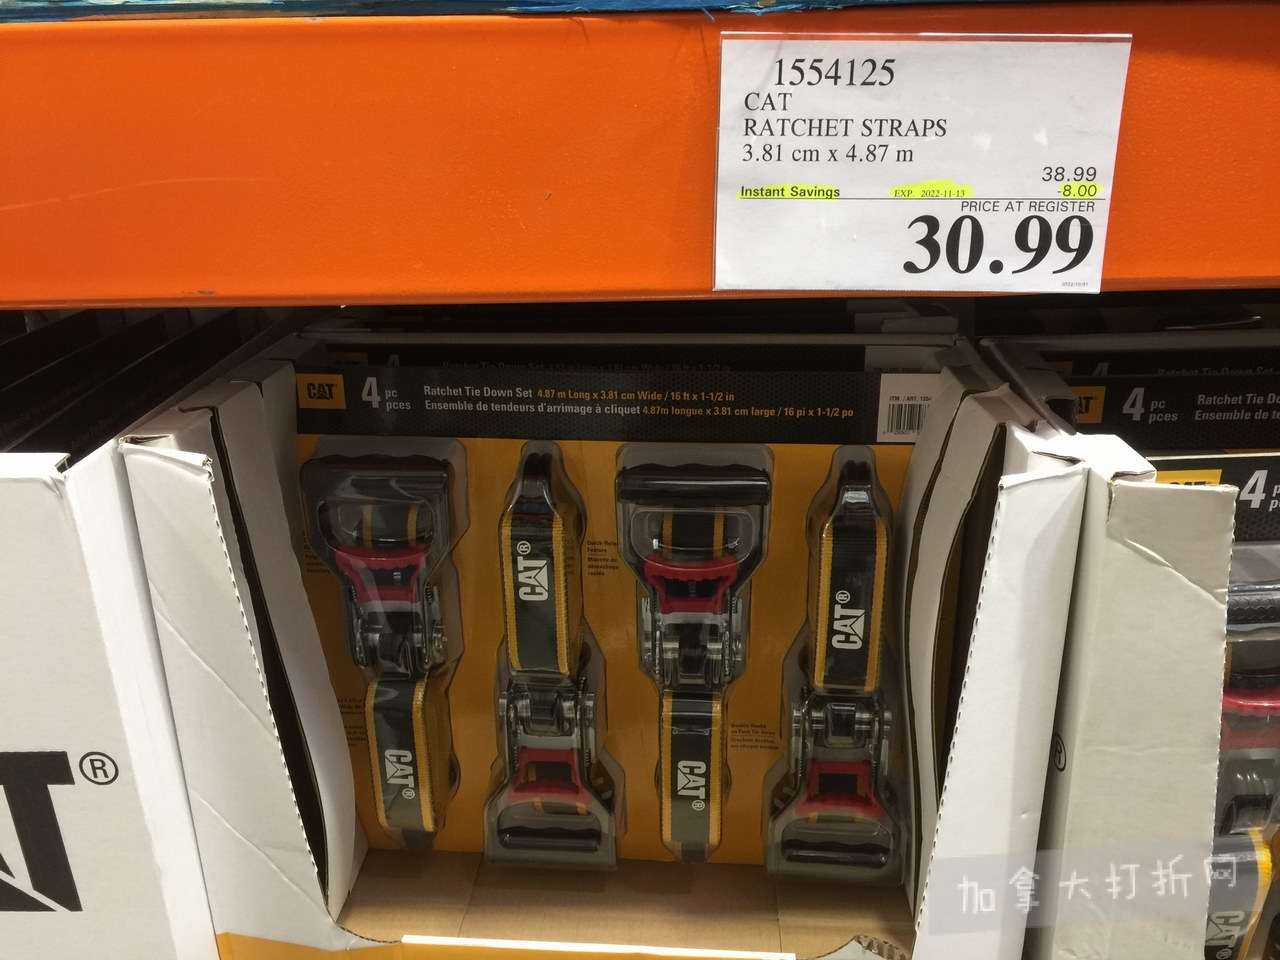 1554125
CAT
RATCHET STRAPS
3.81 cm x 4.87 m
38.99
Instant Savings EXP. 2022-11-13 -8.00
PRICE AT REGISTER
30.99
CAT
4 pc
pces
Ratchet Tie Down Set 4.87 m Long x 3.81 cm Wide / 16 ft x 1-1/2 in
Ensemble de tendeurs d'arrimage à cliquet 4.87m longue x 3.81 cm large / 16 pi x 1-1/2 po
ITM. / ART.
4 pc
pces
Ratchet Tie Do
Ensemble de te
4
CAT®
CAT®
CAT®
CAT®
AT®
CAT
加拿大打折网